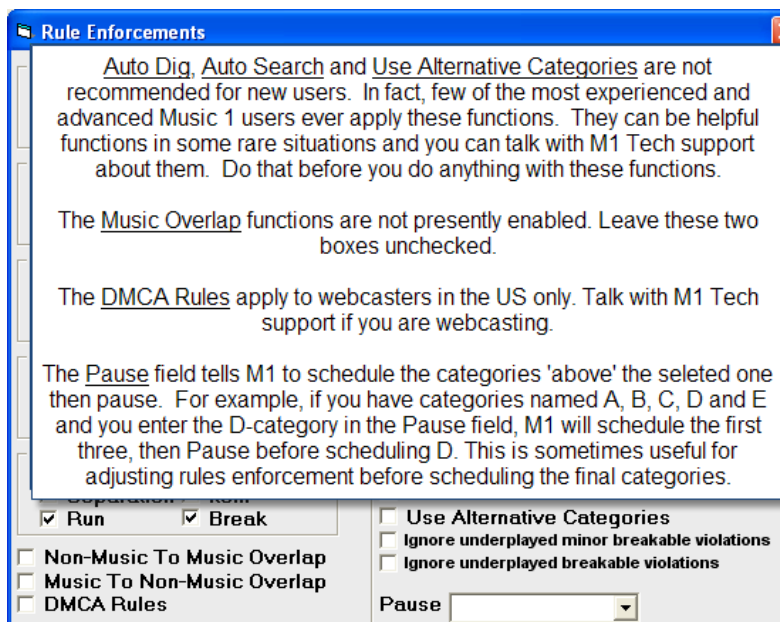 Rule Enforcements
Auto Dig, Auto Search and Use Alternative Categories are not
recommended for new users. In fact, few of the most experienced and
advanced Music 1 users ever apply these functions. They can be helpful
functions in some rare situations and you can talk with M1 Tech support
about them. Do that before you do anything with these functions.
The Music Overlap functions are not presently enabled. Leave these two
boxes unchecked.
The DMCA Rules apply to webcasters in the US only. Talk with M1 Tech
support if you are webcasting.
The Pause field tells M1 to schedule the categories 'above' the seleted one
then pause. For example, if you have categories named A, B, C, D and E
and you enter the D-category in the Pause field, M1 will schedule the first
three, then Pause before scheduling D. This is sometimes useful for
adjusting rules enforcement before scheduling the final categories.
Run Break
Non-Music To Music Overlap
Music To Non-Music Overlap
DMCA Rules
Use Alternative Categories
Ignore underplayed minor breakable violations
Ignore underplayed breakable violations
Pause